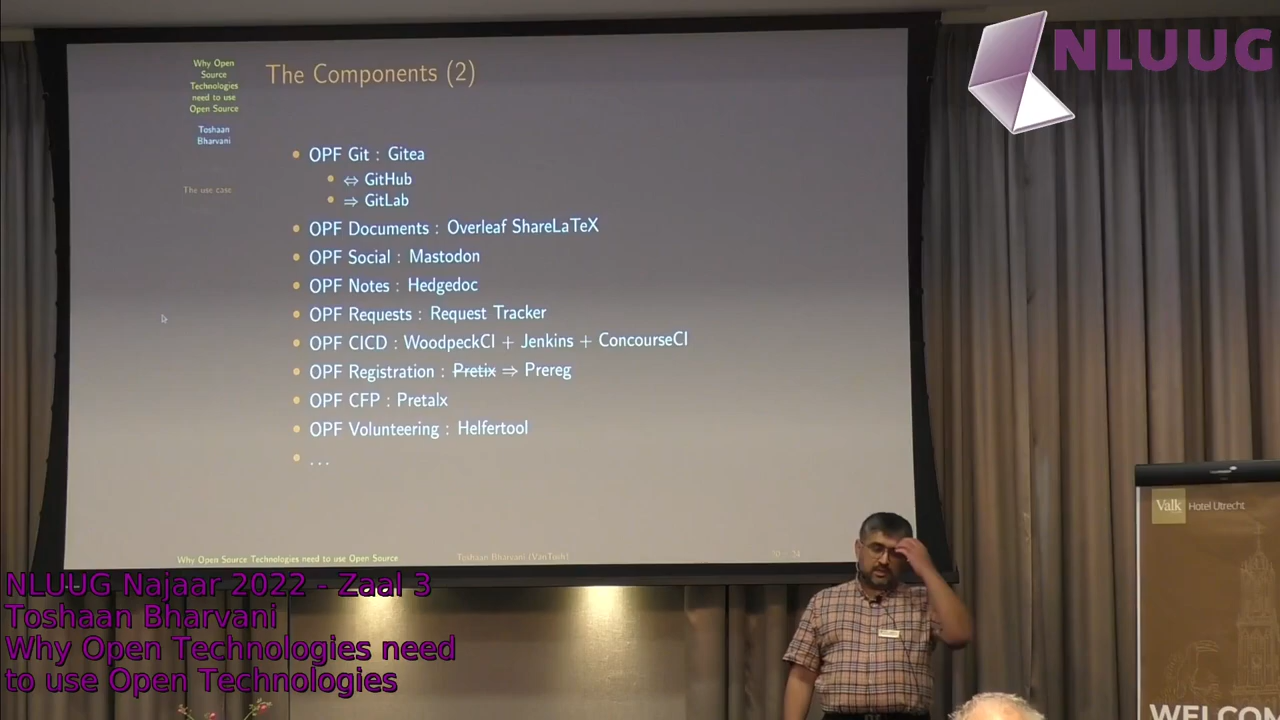 NLUUG
Why Open
Source
Technologies
need to use
Open Source
Toshaan
Bharvani
The use case
The Components (2)
• OPF Git : Gitea
• ⇔ GitHub
• ⇒ GitLab
• OPF Documents : Overleaf ShareLaTeX
• OPF Social : Mastodon
• OPF Notes : Hedgedoc
• OPF Requests : Request Tracker
• OPF CICD : WoodpeckCI + Jenkins + ConcourseCI
• OPF Registration : Pretix ⇒ Prereg
• OPF CFP : Pretalx
• OPF Volunteering : Helfertool
• ...
Why Open Source Technologies need to use Open Source
Toshaan Bharvani (VanTosh)
Valk Hotel Utrecht
WELCOM
NLUUG Najaar 2022 - Zaal 3
Toshaan Bharvani
Why Open Technologies need
to use Open Technologies